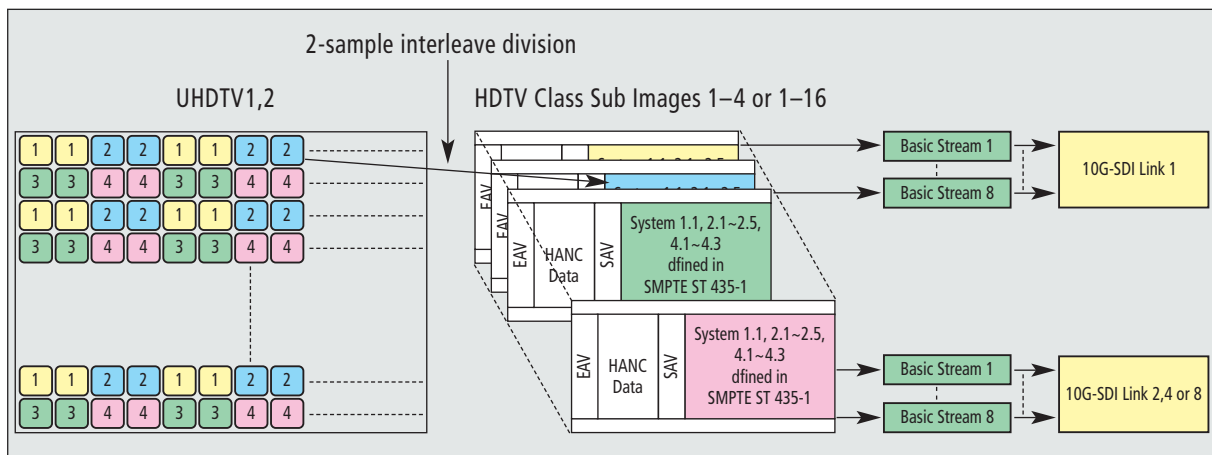 2-sample interleave division
UHDTV1,2
HDTV Class Sub Images 1–4 or 1–16
1 1 2 2 1 1 2 2
3 3 4 4 3 3 4 4
1 1 2 2 1 1 2 2
3 3 4 4 3 3 4 4
1 1 2 2 1 1 2 2
3 3 4 4 3 3 4 4
EAV
EAV
EAV
HANC
Data
SAV
System 1.1, 2.1~2.5,
4.1~4.3
dfined in
SMPTE ST 435-1
EAV
HANC
Data
SAV
System 1.1, 2.1~2.5,
4.1~4.3
dfined in
SMPTE ST 435-1
Basic Stream 1
Basic Stream 8
10G-SDI Link 1
Basic Stream 1
Basic Stream 8
10G-SDI Link 2,4 or 8